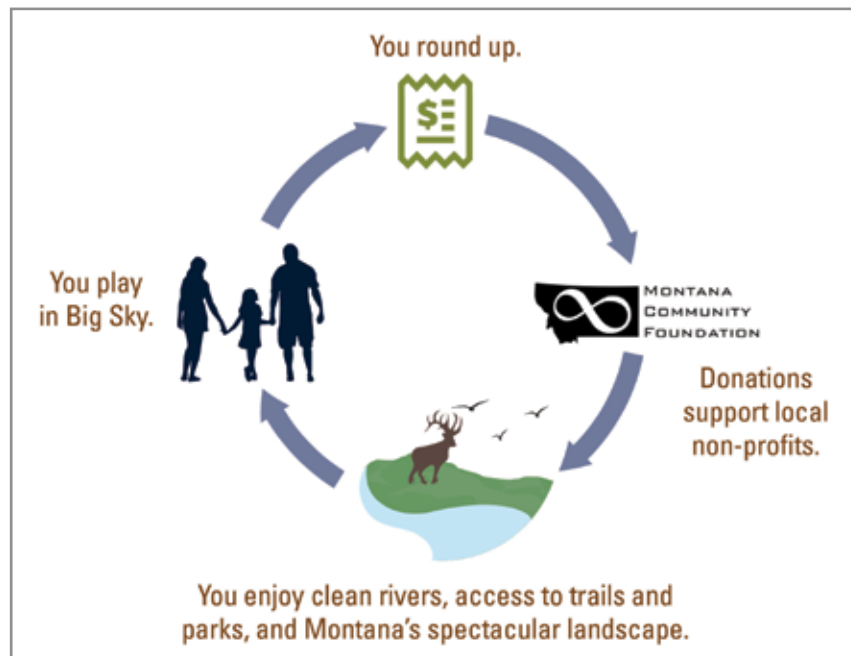 You round up.
$
You play
in Big Sky.
MONTANA
COMMUNITY
FOUNDATION
Donations
support local
non-profits.
You enjoy clean rivers, access to trails and
parks, and Montana's spectacular landscape.